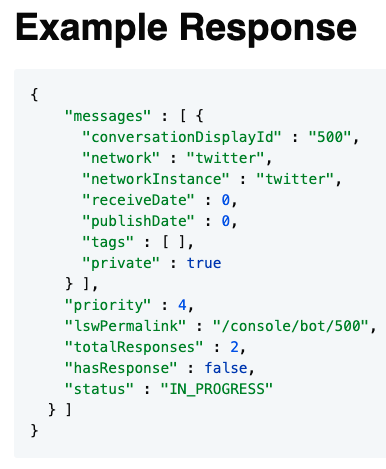 Example Response
{
    "messages" : [ {
      "conversationDisplayId" : "500",
      "network" : "twitter",
      "networkInstance" : "twitter",
      "receiveDate" : 0,
      "publishDate" : 0,
      "tags" : [ ],
      "private" : true
    } ],
    "priority" : 4,
    "lswPermalink" : "/console/bot/500",
    "totalResponses" : 2,
    "hasResponse" : false,
    "status" : "IN_PROGRESS"
  } ]
}